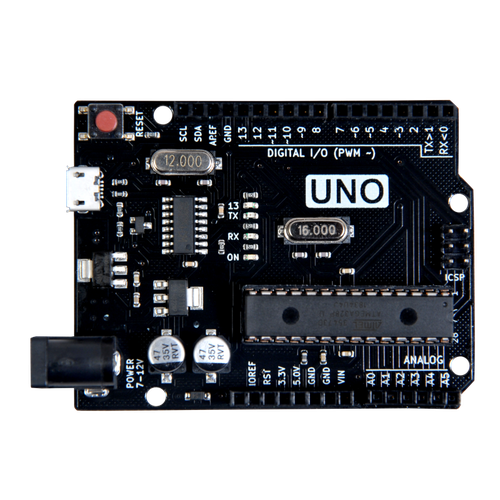 RESET
SCL
SDA
AREF
GND
13
12
~11
~10
~9
8
7
~6
~5
4
~3
2
TX>1
RX<0
DIGITAL I/O (PWM ~)
12.000
UNO
13
TX
RX
ON
16.000
ICSP
47
35V
RVT
47
35V
RVT
POWER
7-12V
IOREF
RST
3.3V
5.0V
GND
GND
VIN
ANALOG
A0
A1
A2
A3
A4
A5